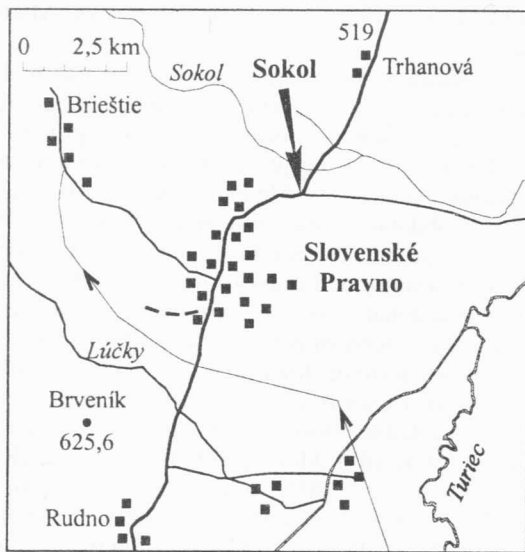 519
0 2,5 km
Sokol
Sokol
Trhanová
Brieštie
Slovenské
Pravno
Lúčky
Brveník
625,6
Turiec
Rudno